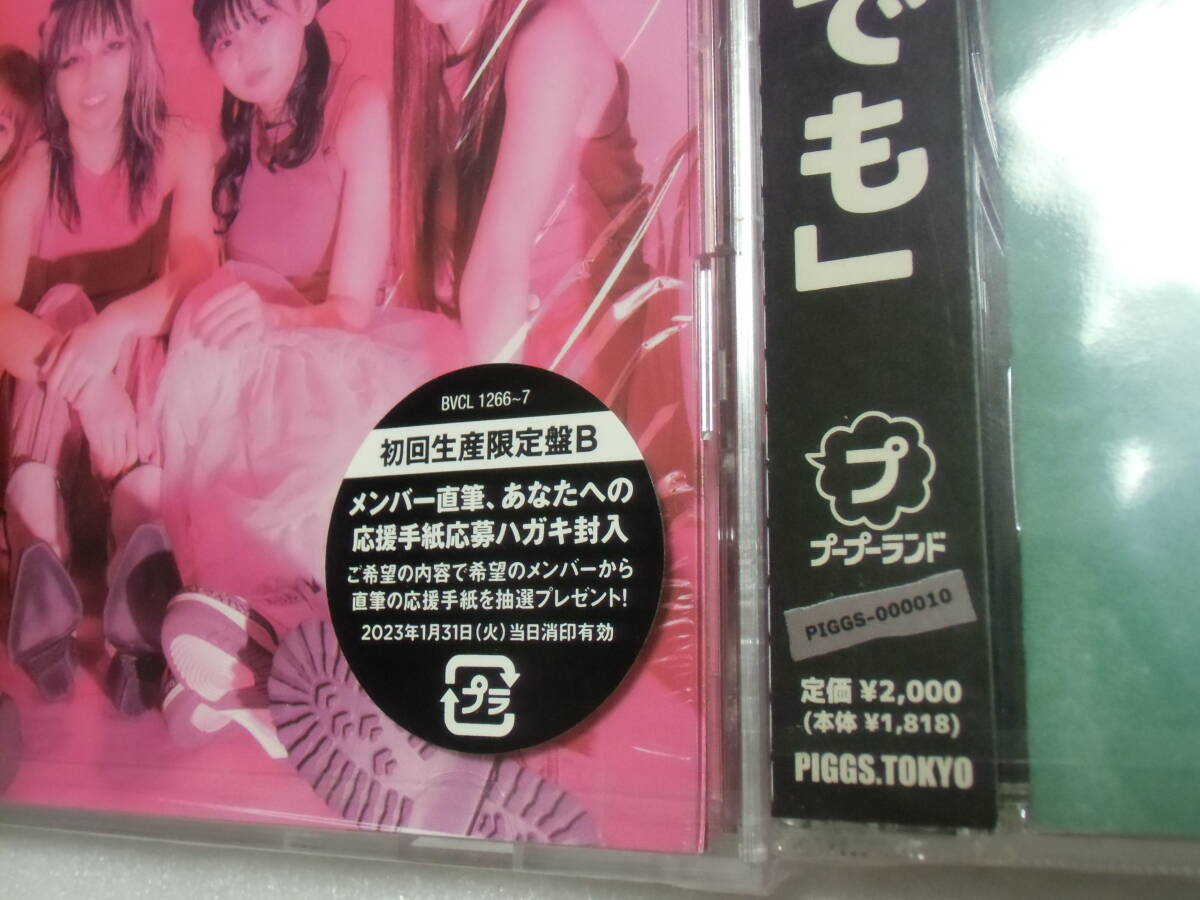 BVCL 1266~7
初回生産限定盤B
メンバー直筆、あなたへの
応援手紙応募ハガキ封入
ご希望の内容で希望のメンバーから
直筆の応援手紙を抽選プレゼント!
2023年1月31日(火)当日消印有効
プラ
でも」
プ
プープーランド
PIGGS-000010
定価 ¥2,000
(本体 ¥1,818)
PIGGS.TOKYO